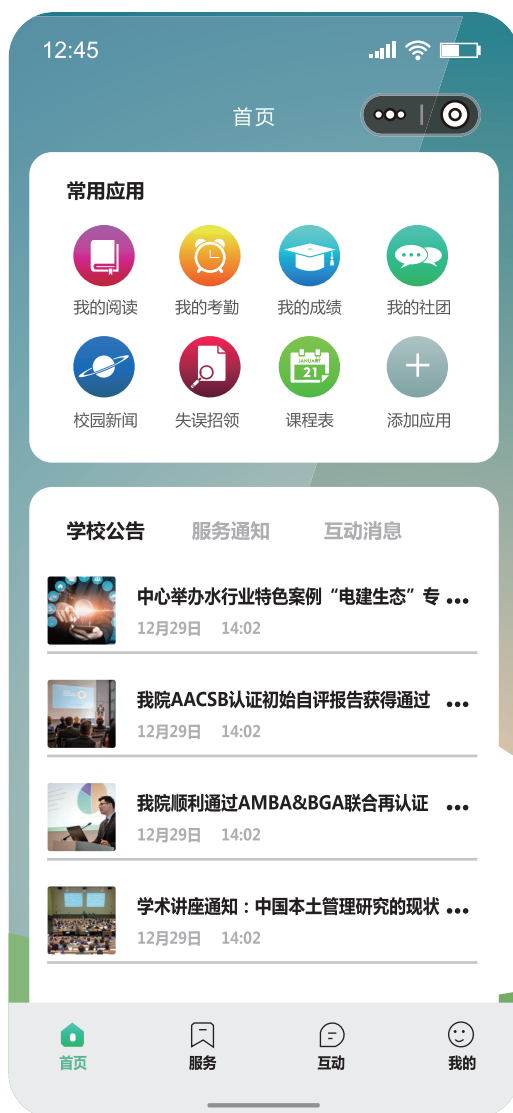 12:45
首页
常用应用
我的阅读 我的考勤 我的成绩 我的社团
JANUARY
21
校园新闻 失误招领 课程表 添加应用
学校公告 服务通知 互动消息
中心举办水行业特色案例“电建生态”专
12月29日 14:02
我院AACSB认证初始自评报告获得通过
12月29日 14:02
我院顺利通过AMBA&BGA联合再认证
12月29日 14:02
学术讲座通知：中国本土管理研究的现状
12月29日 14:02
首页 服务 互动 我的